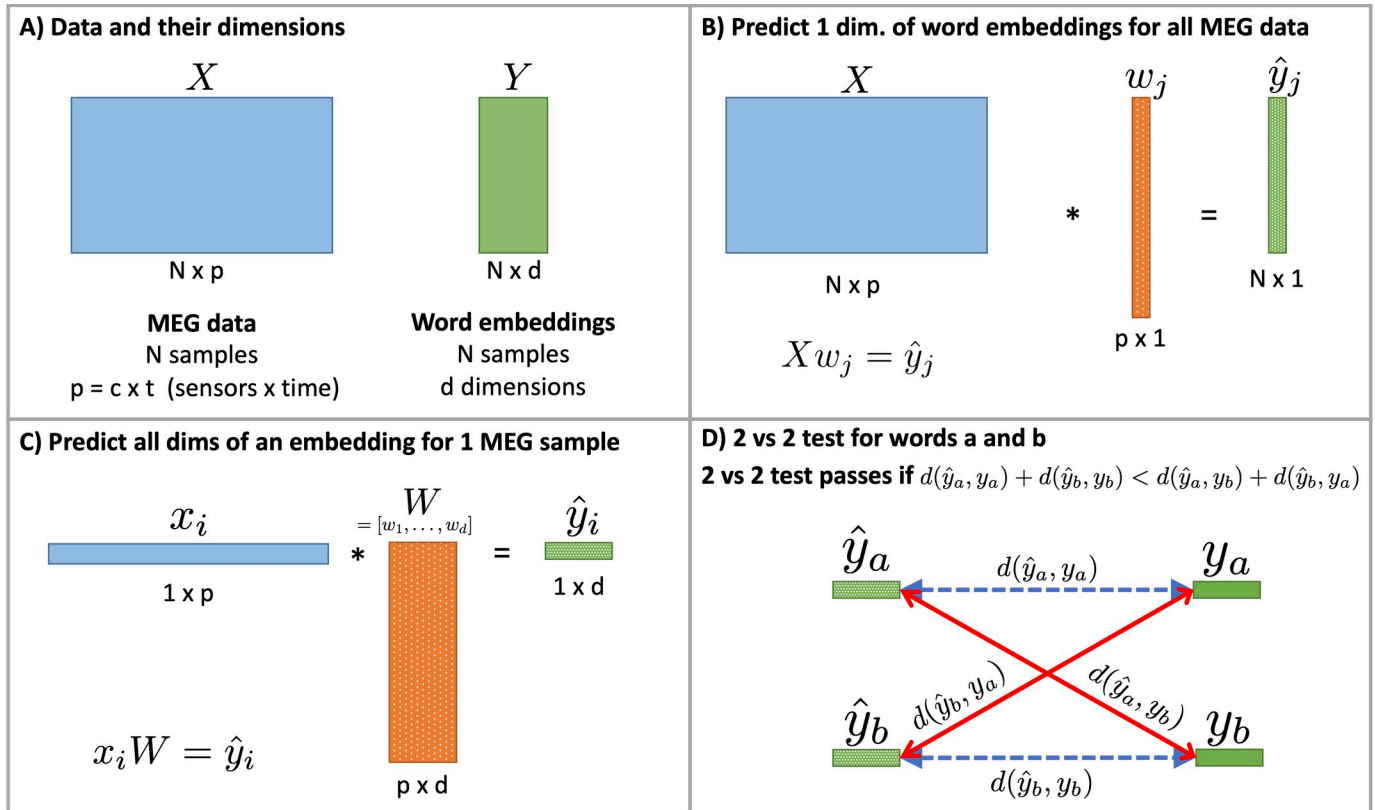 A) Data and their dimensions
X
Y
N x p
N x d
MEG data
N samples
p = c x t (sensors x time)
Word embeddings
N samples
d dimensions
B) Predict 1 dim. of word embeddings for all MEG data
X
w_j
ŷ_j
*
=
N x p
p x 1
N x 1
Xw_j = ŷ_j
C) Predict all dims of an embedding for 1 MEG sample
x_i
W
= [w_1, . . . , w_d]
ŷ_i
*
=
1 x p
1 x d
p x d
x_iW = ŷ_i
D) 2 vs 2 test for words a and b
2 vs 2 test passes if d(ŷ_a, y_a) + d(ŷ_b, y_b) < d(ŷ_a, y_b) + d(ŷ_b, y_a)
ŷ_a
d(ŷ_a, y_a)
y_a
d(ŷ_b, y_a)
d(ŷ_a, y_b)
ŷ_b
y_b
d(ŷ_b, y_b)